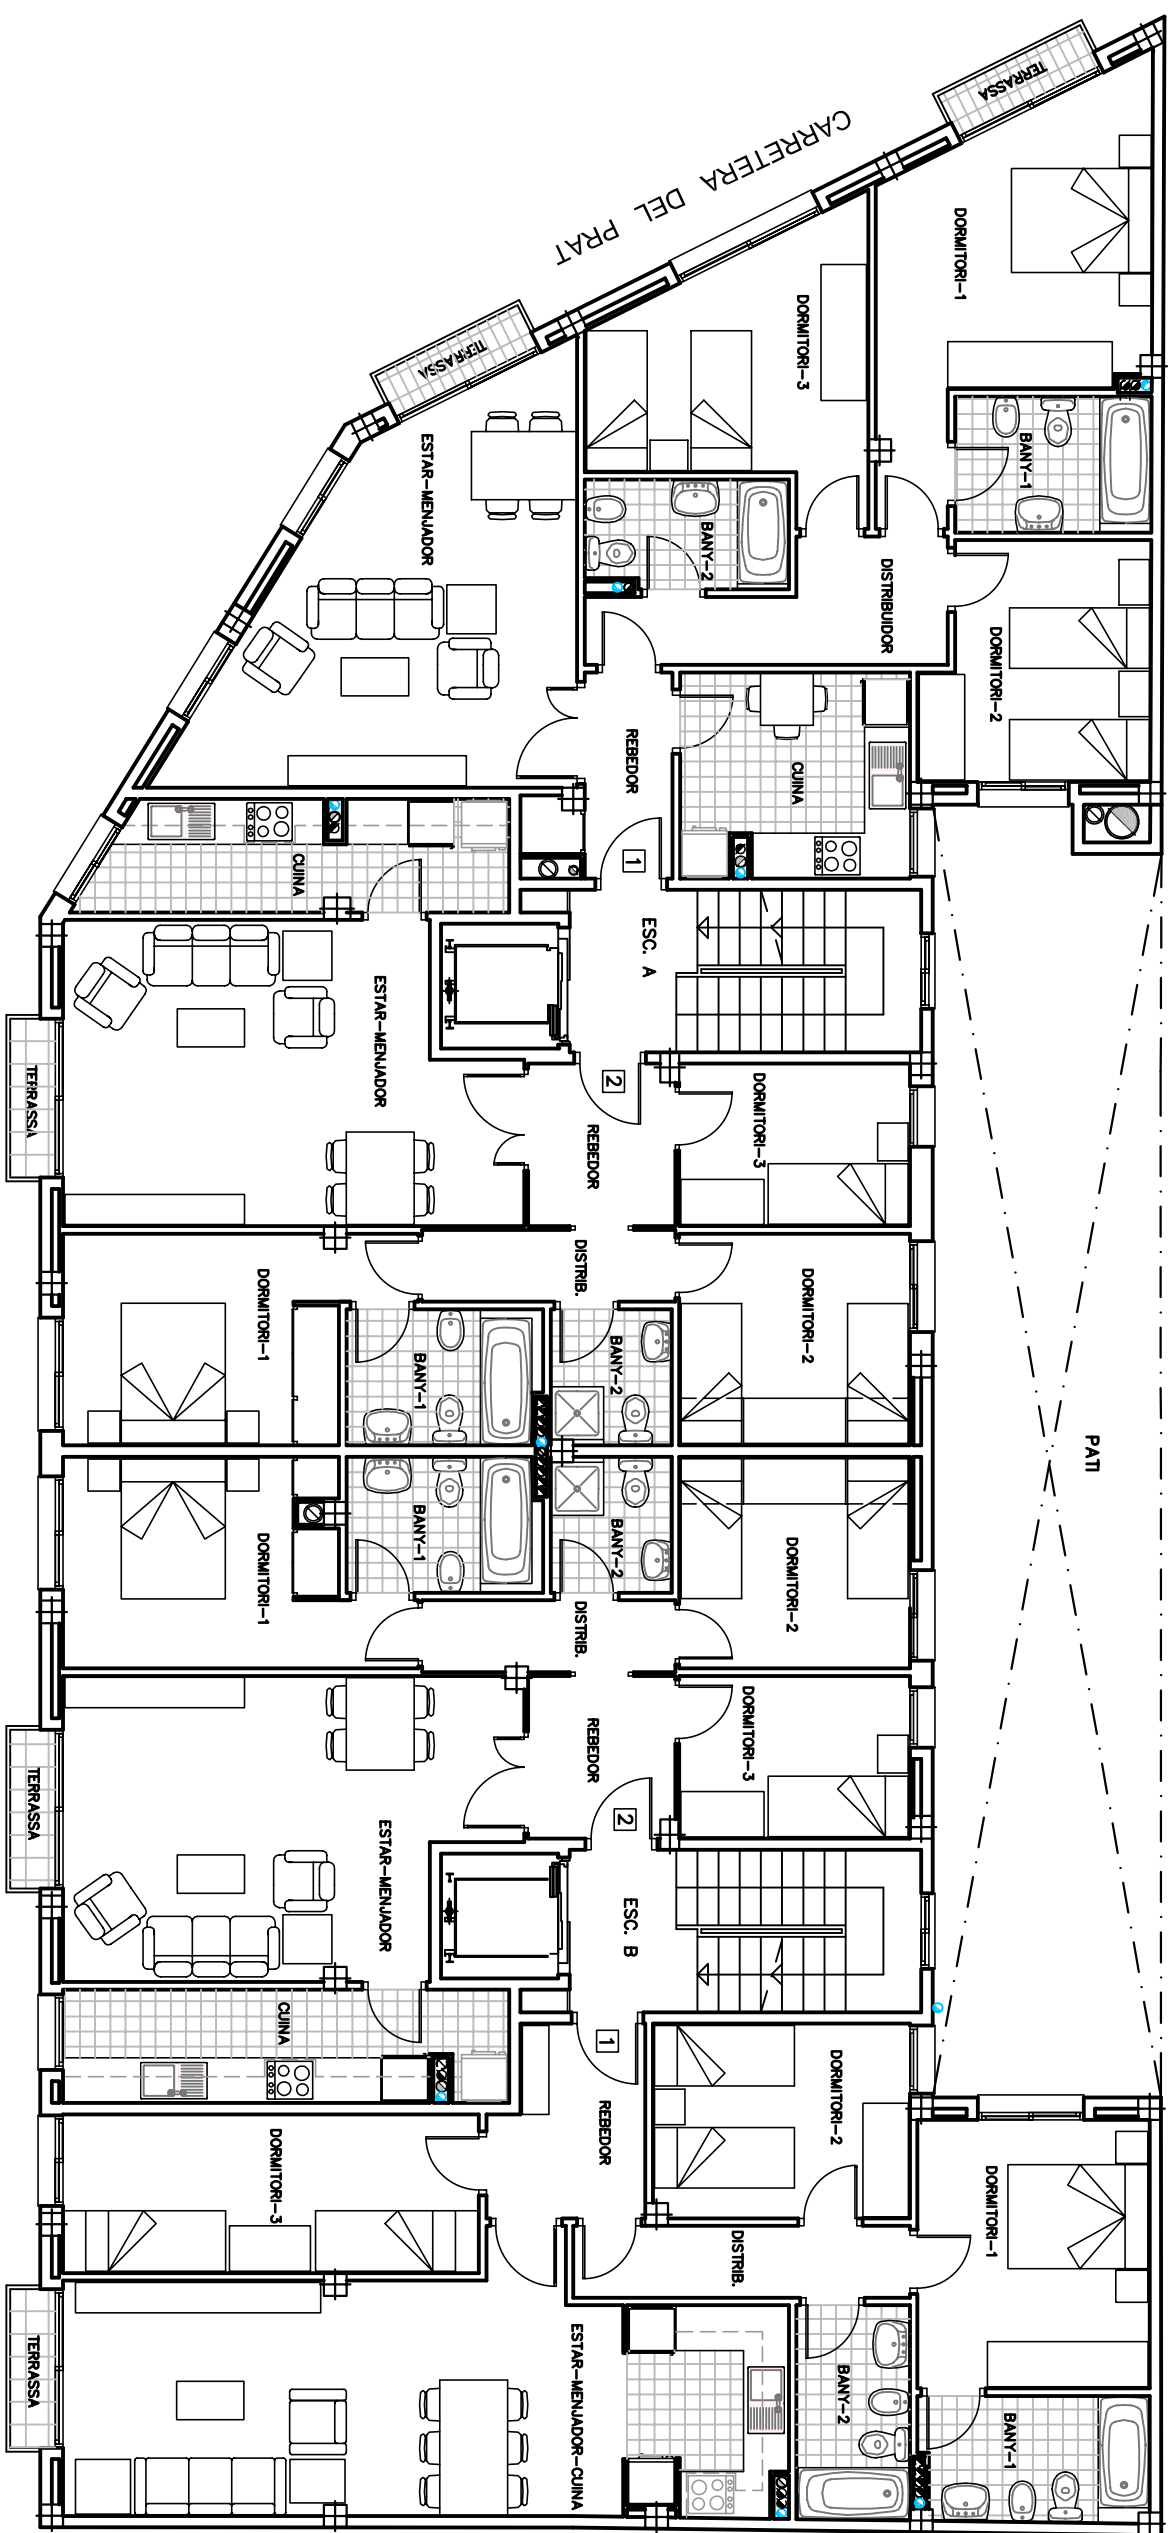 TERRASSA
CARRETERA DEL PRAT
DORMITORI-1
DORMITORI-3
TERRASSA
BANY-1
ESTAR-MENJADOR
BANY-2
DISTRIBUIDOR
DORMITORI-2
REBEDOR
CUINA
1
CUINA
ESC. A
ESTAR-MENJADOR
2
TERRASSA
DORMITORI-3
REBEDOR
DISTRIB.
DORMITORI-1
DORMITORI-2
BANY-1
BANY-2
PATI
BANY-1
BANY-2
DORMITORI-1
DORMITORI-2
DISTRIB.
REBEDOR
DORMITORI-3
TERRASSA
2
ESTAR-MENJADOR
ESC. B
CUINA
1
DORMITORI-2
REBEDOR
DORMITORI-3
DORMITORI-1
DISTRIB.
TERRASSA
ESTAR-MENJADOR-CUINA
BANY-2
BANY-1